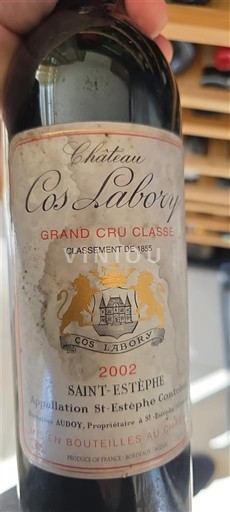 Château
Cos Labory
GRAND CRU CLASSÉ
CLASSEMENT DE 1855
VINIOU
COS LABORY
2002
SAINT-ESTÈPHE
Appellation St-Estèphe Contrôlée
AUDOY, Propriétaire à St-Estèphe
EN BOUTEILLES AU
PRODUCE OF FRANCE - BORDEAUX